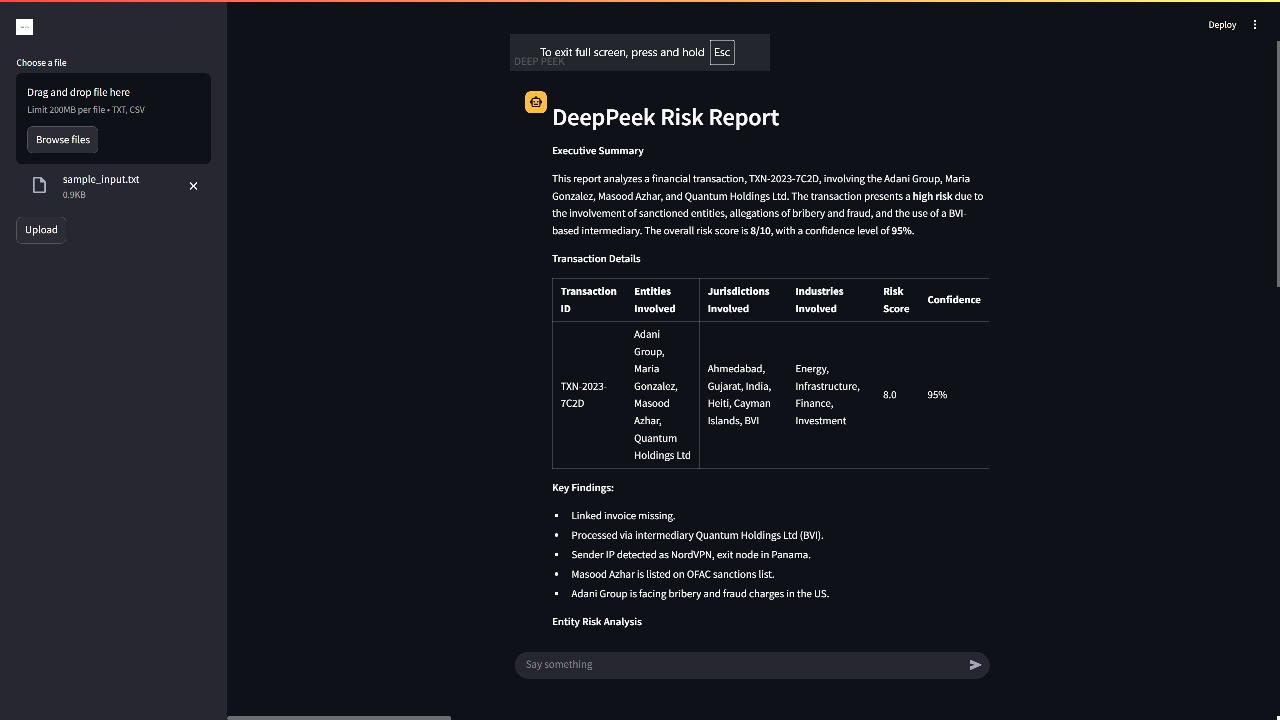 Deploy
To exit full screen, press and hold Esc
DEEP PEEK
Choose a file
Drag and drop file here
Limit 200MB per file • TXT, CSV
Browse files
sample_input.txt
0.9KB
Upload
DeepPeek Risk Report
Executive Summary
This report analyzes a financial transaction, TXN-2023-7C2D, involving the Adani Group, Maria
Gonzalez, Masood Azhar, and Quantum Holdings Ltd. The transaction presents a high risk due to
the involvement of sanctioned entities, allegations of bribery and fraud, and the use of a BVI-
based intermediary. The overall risk score is 8/10, with a confidence level of 95%.
Transaction Details
Transaction
ID
Entities
Involved
Jurisdictions
Involved
Industries
Involved
Risk
Score
Confidence
TXN-2023-
7C2D
Adani
Group,
Maria
Gonzalez,
Masood
Azhar,
Quantum
Holdings Ltd
Ahmedabad,
Gujarat, India,
Heiti, Cayman
Islands, BVI
Energy,
Infrastructure,
Finance,
Investment
8.0
95%
Key Findings:
• Linked invoice missing.
• Processed via intermediary Quantum Holdings Ltd (BVI).
• Sender IP detected as NordVPN, exit node in Panama.
• Masood Azhar is listed on OFAC sanctions list.
• Adani Group is facing bribery and fraud charges in the US.
Entity Risk Analysis
Say something